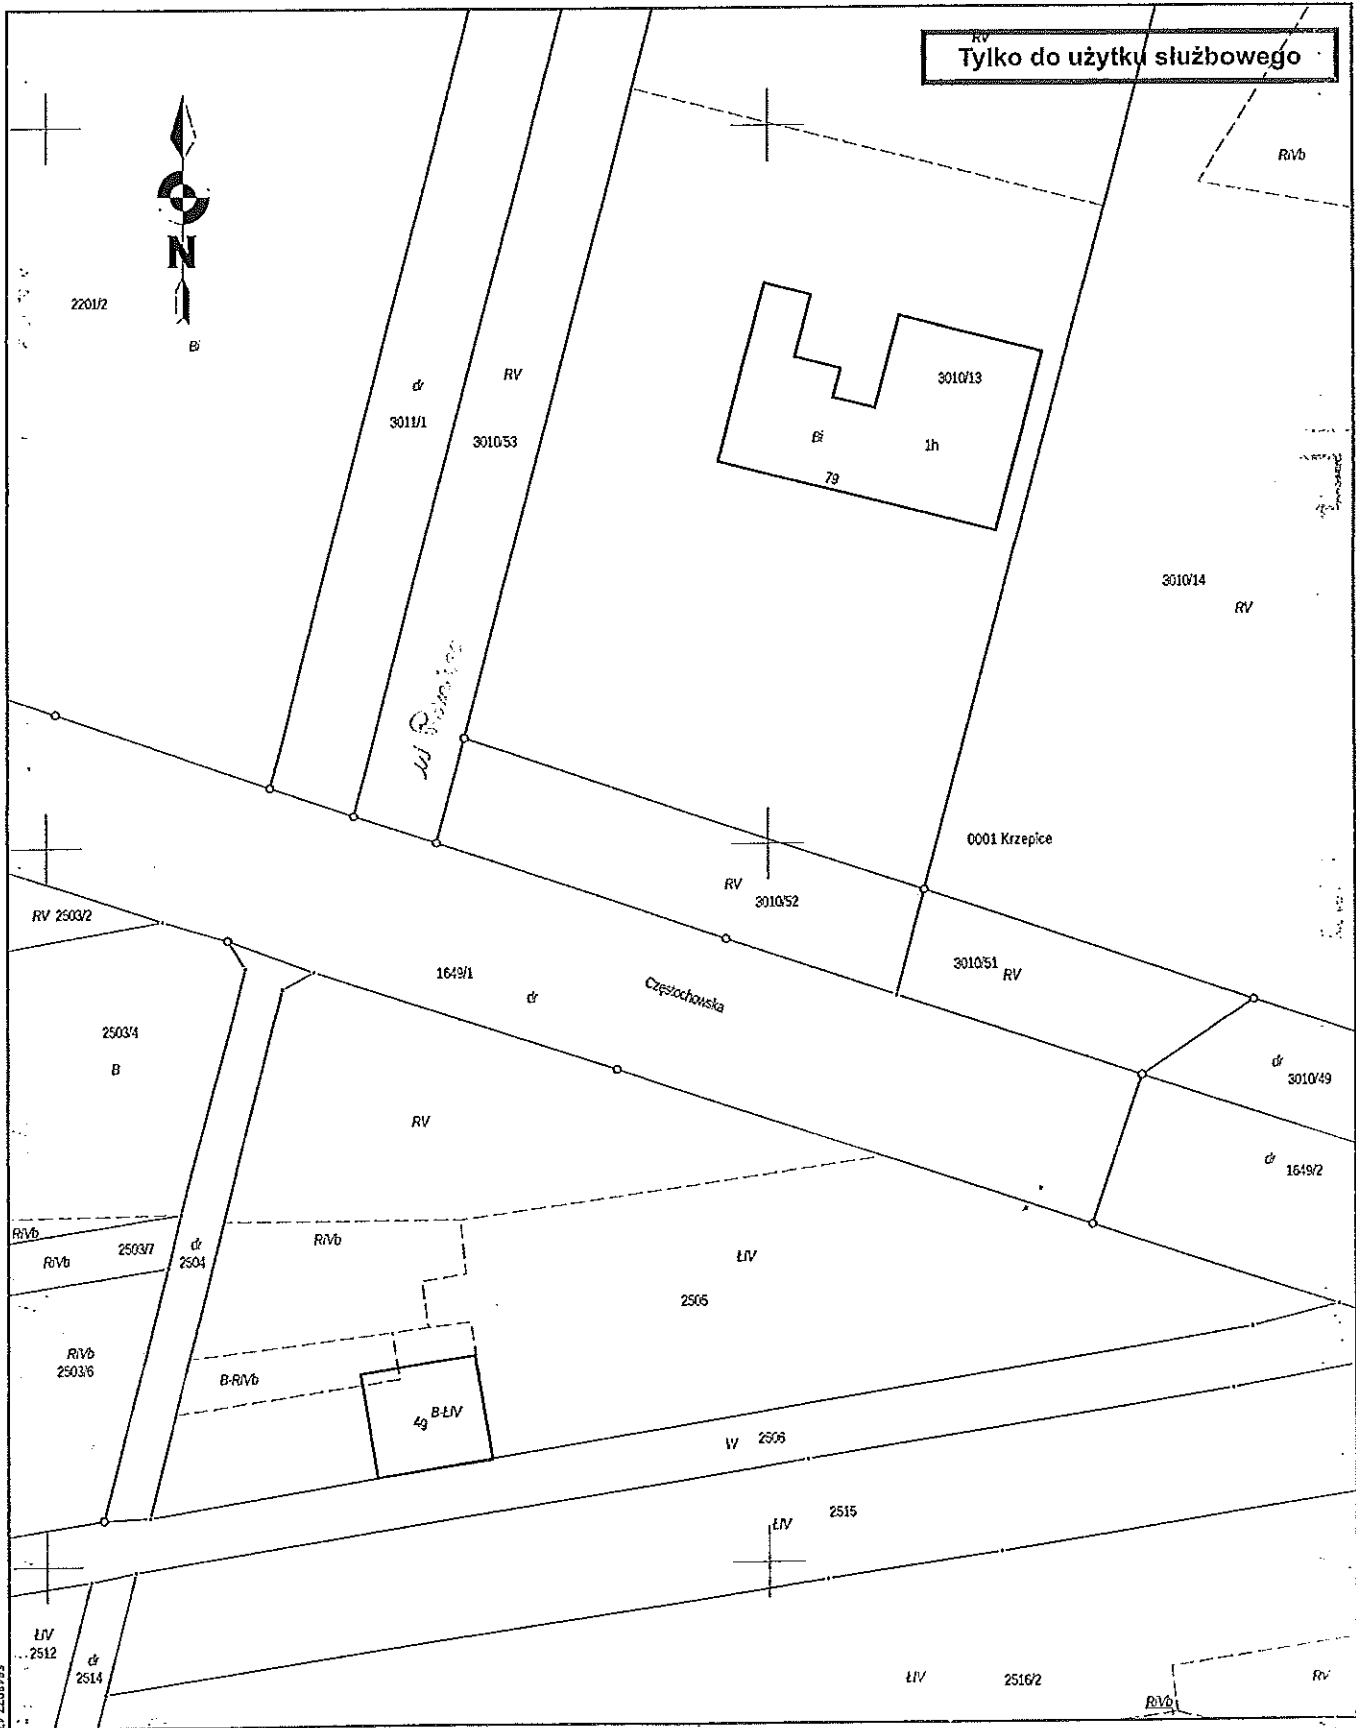 RV
Tylko do użytku służbowego
RIVb
N
2201/2
Bi
dr
3011/1
RV
3010/53
3010/13
Bi
1h
79
3010/14
RV
ul
0001 Krzepice
RV
3010/52
RV 2503/2
3010/51
RV
1649/1
dr
Częstochowska
2503/4
B
dr
3010/49
RV
dr
1649/2
RIVb
RIVb
2503/7
dr
2504
RIVb
ŁIV
2505
RIVb
2503/6
B-RIVb
49
B-ŁIV
W
2506
ŁIV
2515
ŁIV
2512
dr
2514
ŁIV
2516/2
RIVb
RV